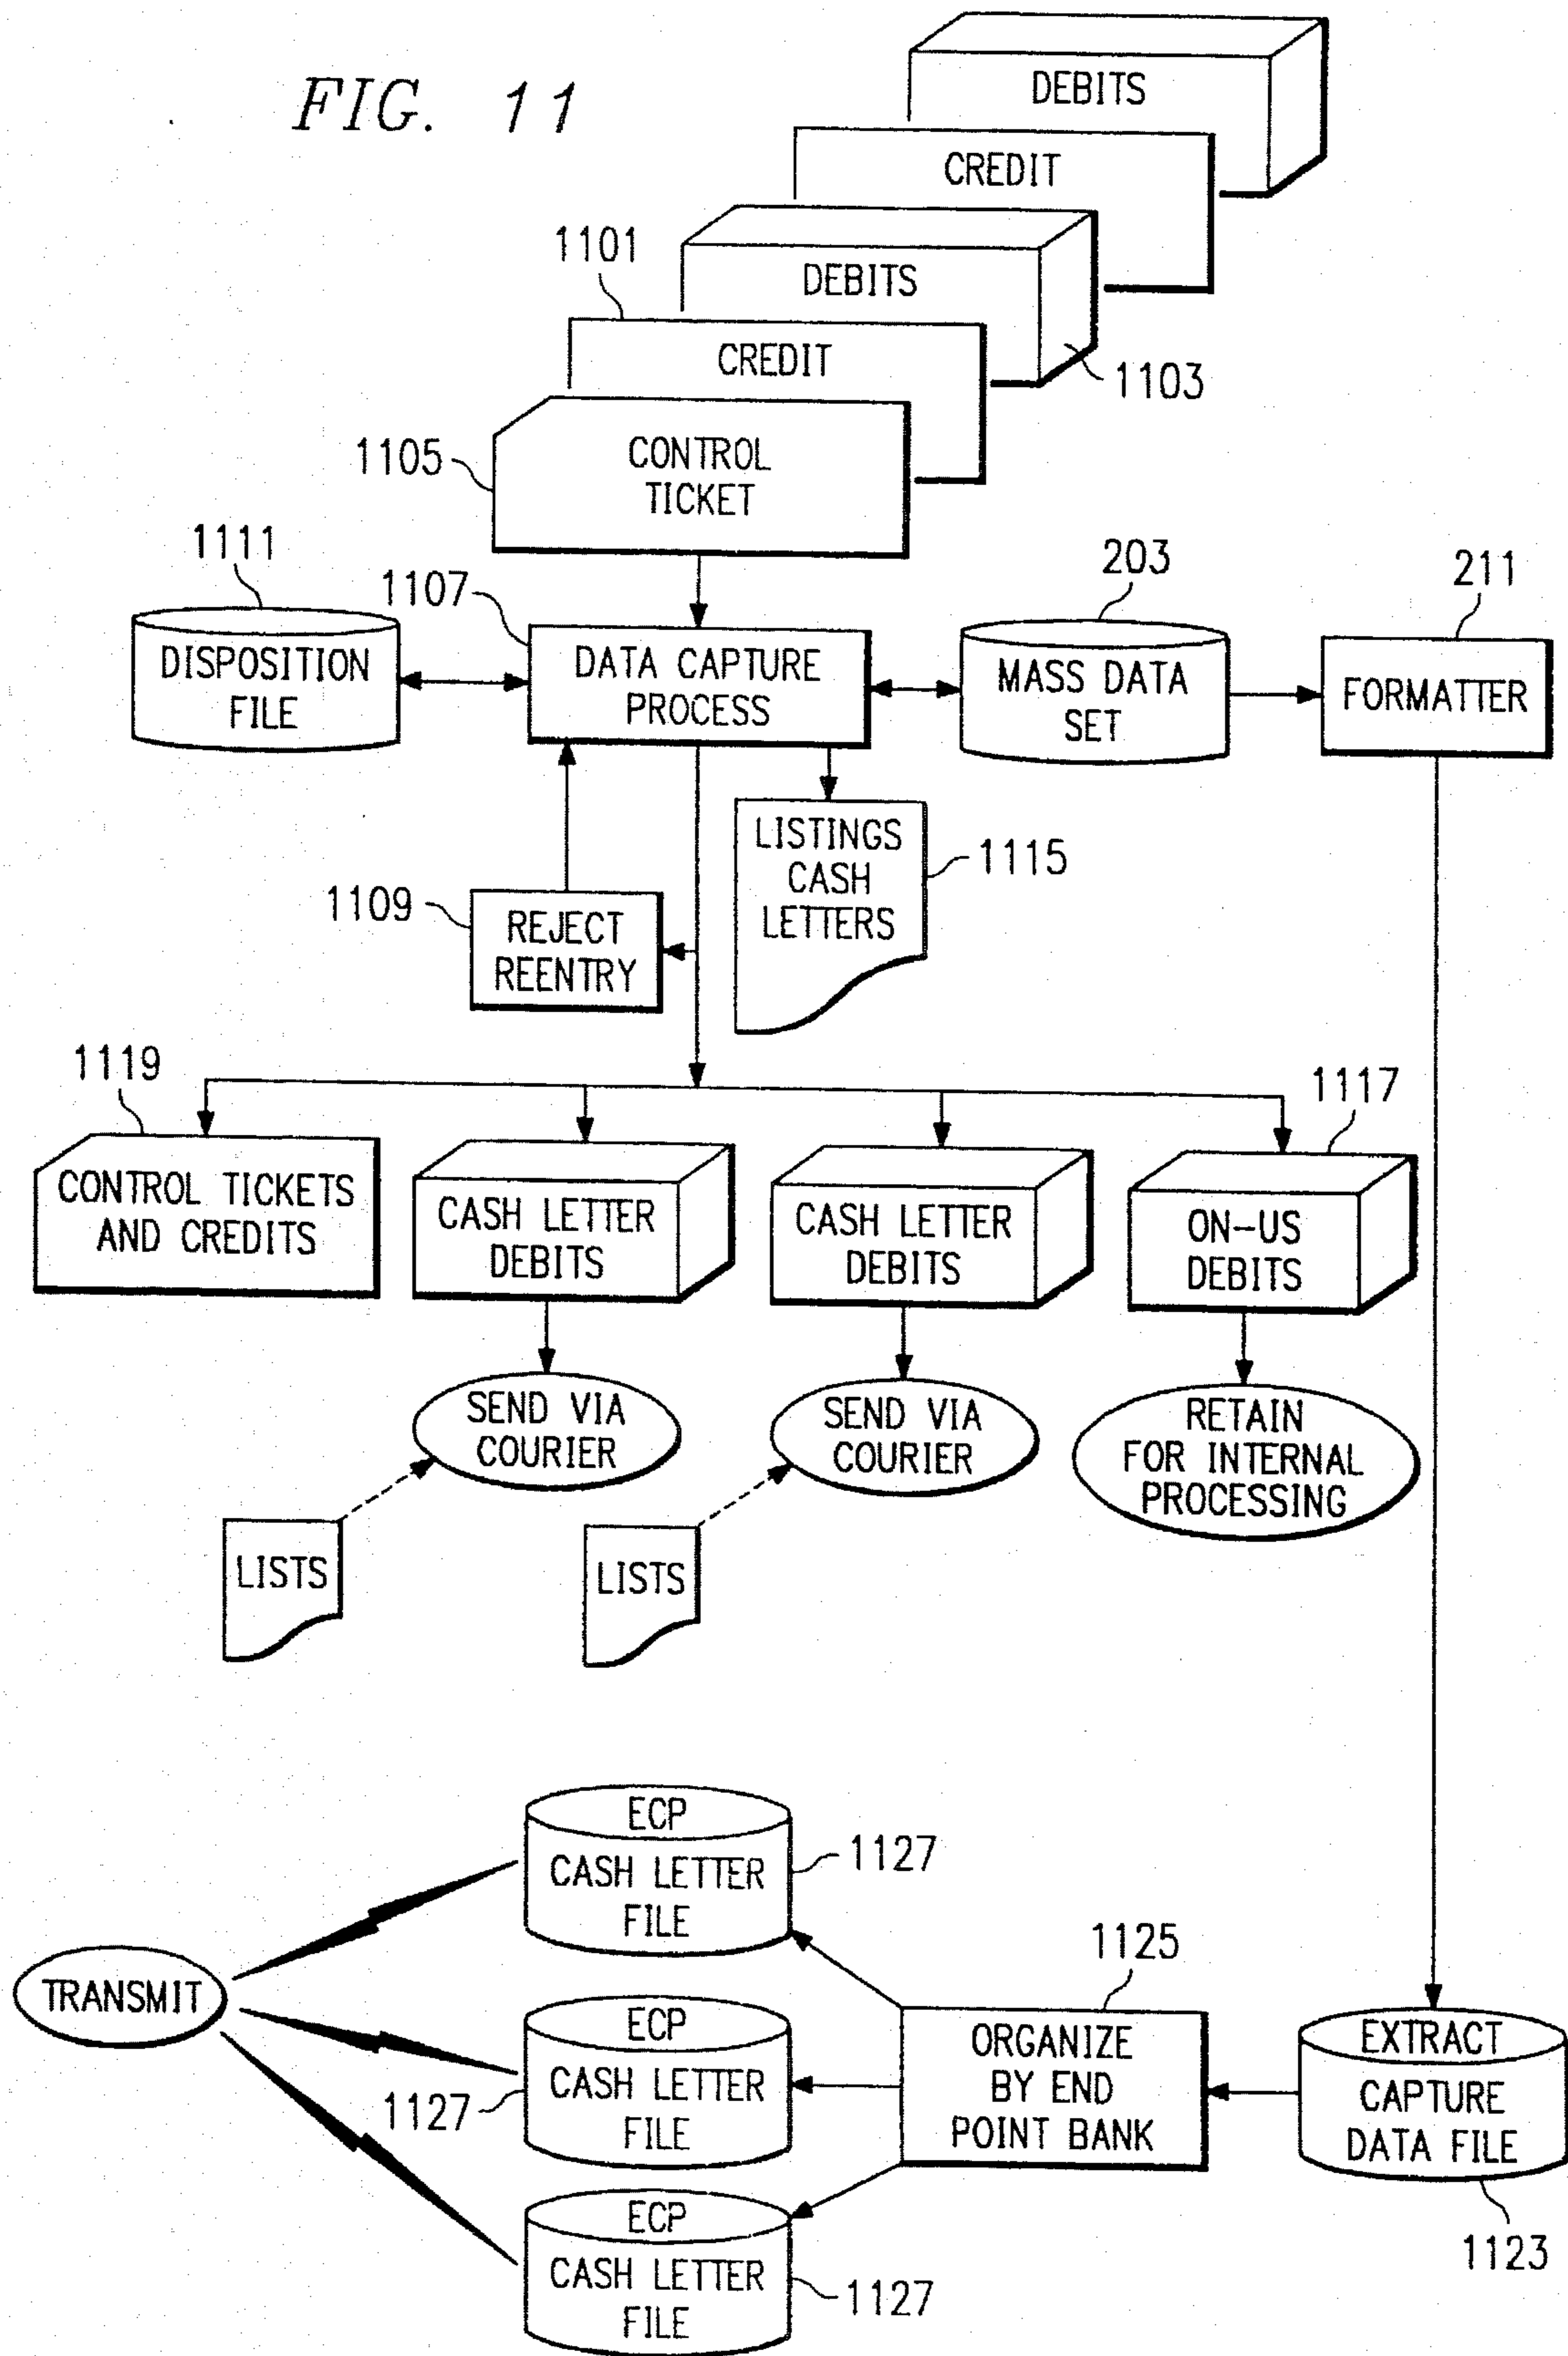 FIG. 11
DEBITS
CREDIT
1101
DEBITS
CREDIT
1103
1105
CONTROL
TICKET
1111
1107
203
211
DISPOSITION
FILE
DATA CAPTURE
PROCESS
MASS DATA
SET
FORMATTER
LISTINGS
CASH
LETTERS
1115
1109
REJECT
REENTRY
1119
1117
CONTROL TICKETS
AND CREDITS
CASH LETTER
DEBITS
CASH LETTER
DEBITS
ON-US
DEBITS
SEND VIA
COURIER
SEND VIA
COURIER
RETAIN
FOR INTERNAL
PROCESSING
LISTS
LISTS
ECP
CASH LETTER
FILE
1127
1125
TRANSMIT
ECP
CASH LETTER
FILE
1127
ORGANIZE
BY END
POINT BANK
EXTRACT
CAPTURE
DATA FILE
1123
ECP
CASH LETTER
FILE
1127